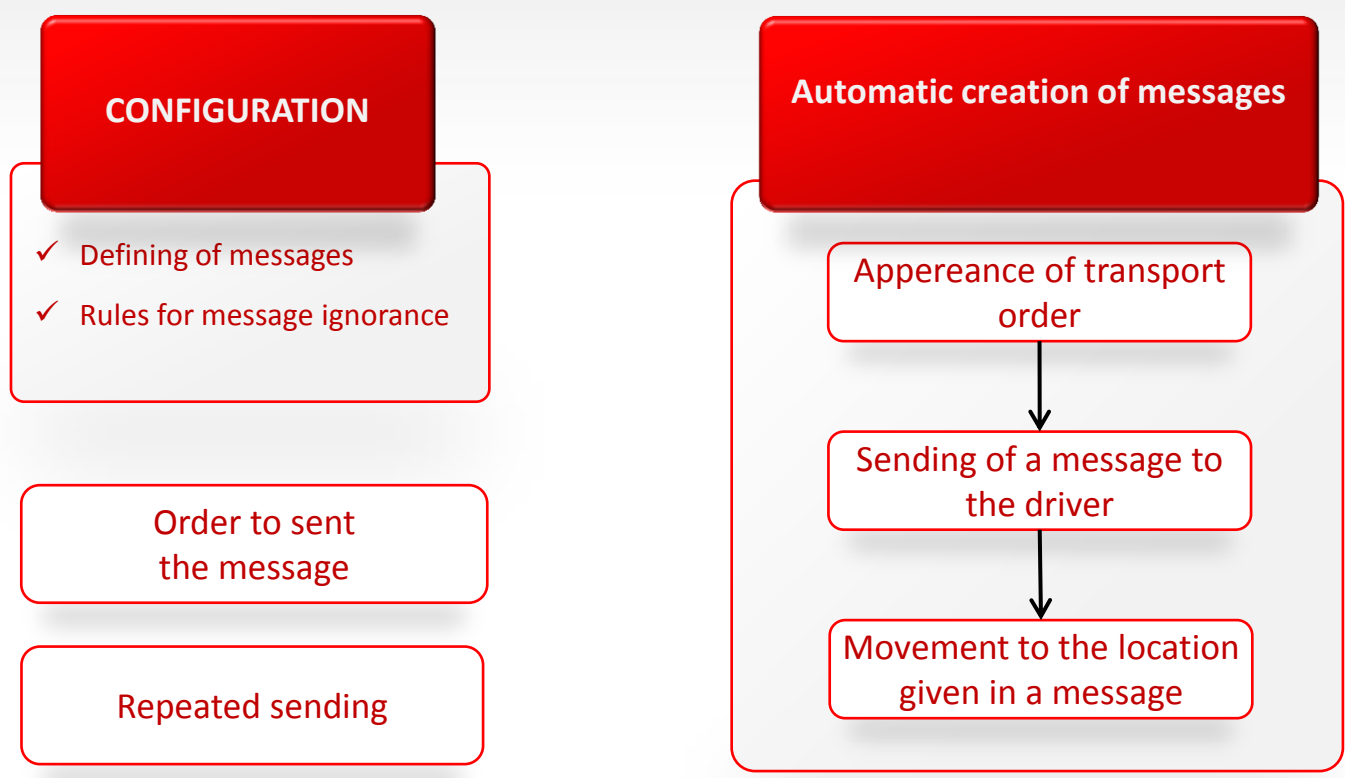 CONFIGURATION
✓ Defining of messages
✓ Rules for message ignorance
Order to sent
the message
Repeated sending
Automatic creation of messages
Appereance of transport
order
Sending of a message to
the driver
Movement to the location
given in a message